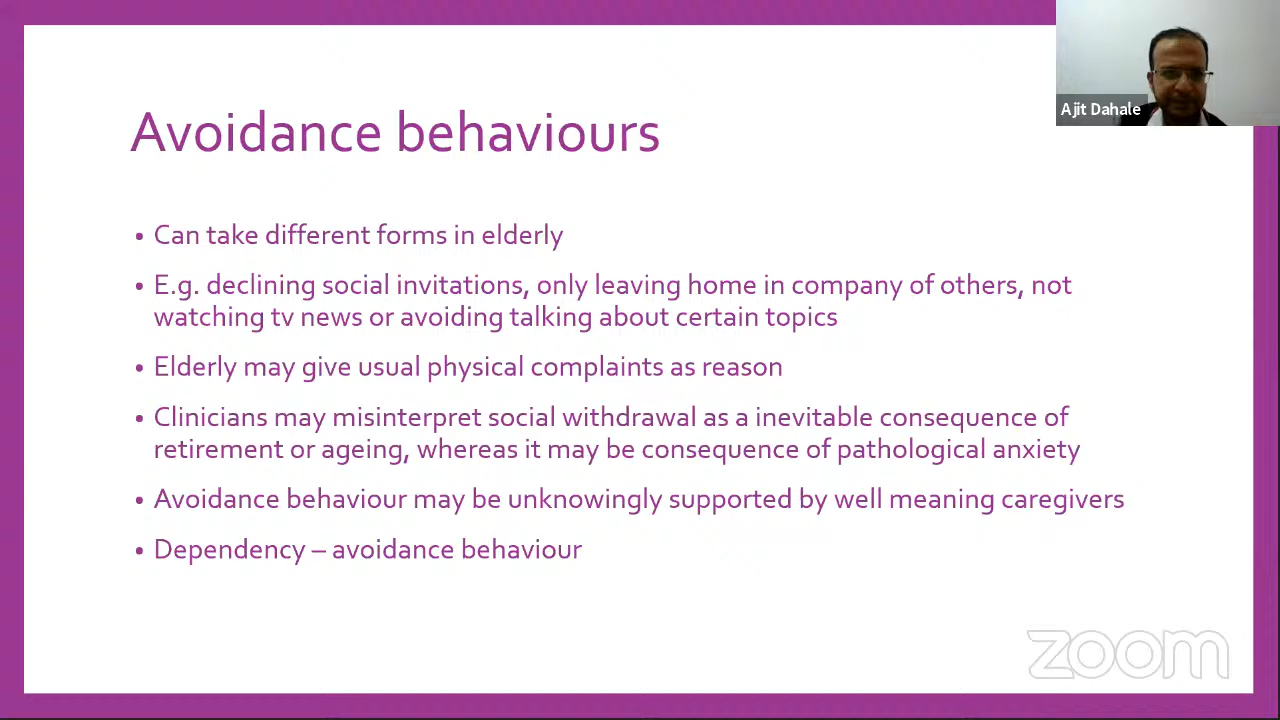 Ajit Dahale
Avoidance behaviours
• Can take different forms in elderly
• E.g. declining social invitations, only leaving home in company of others, not
watching tv news or avoiding talking about certain topics
• Elderly may give usual physical complaints as reason
• Clinicians may misinterpret social withdrawal as a inevitable consequence of
retirement or ageing, whereas it may be consequence of pathological anxiety
• Avoidance behaviour may be unknowingly supported by well meaning caregivers
• Dependency – avoidance behaviour
zoom